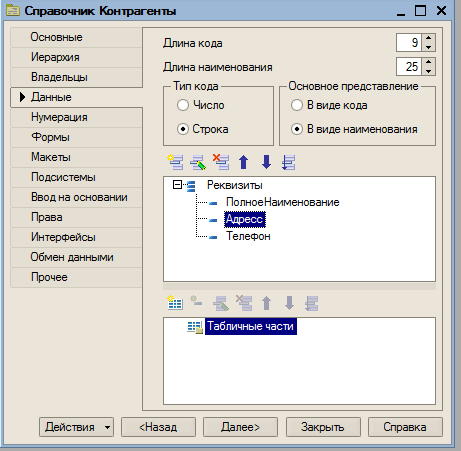 Справочник Контрагенты
Основные
Иерархия
Владельцы
Данные
Нумерация
Формы
Макеты
Подсистемы
Ввод на основании
Права
Интерфейсы
Обмен данными
Прочее
Длина кода 9
Длина наименования 25
Тип кода
Число
Строка
Основное представление
В виде кода
В виде наименования
Реквизиты
ПолноеНаименование
Адресс
Телефон
Табличные части
Действия <Назад Далее> Закрыть Справка